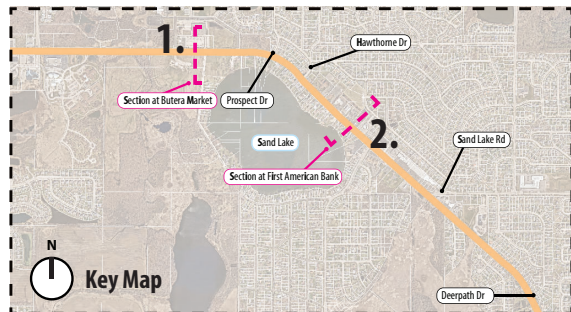 1.
Hawthorne Dr
Section at Butera Market
Prospect Dr
Sand Lake
2.
Sand Lake Rd
Section at First American Bank
N
Key Map
Deerpath Dr